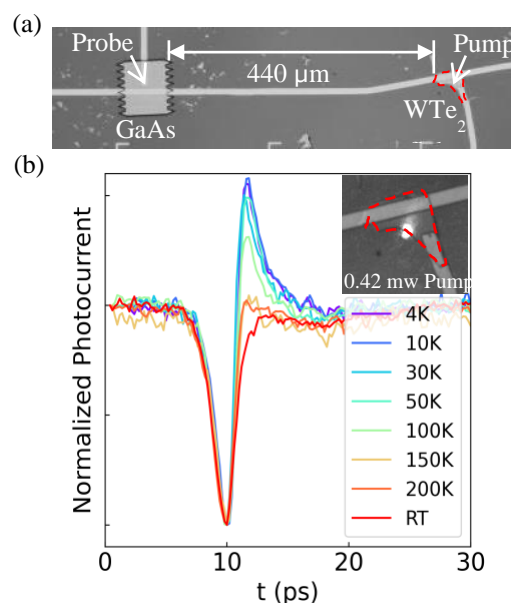 (a)
Probe
Pump
440 μm
GaAs
WTe2
(b)
Normalized Photocurrent
0.42 mw Pump
4K
10K
30K
50K
100K
150K
200K
RT
0
10
20
30
t (ps)